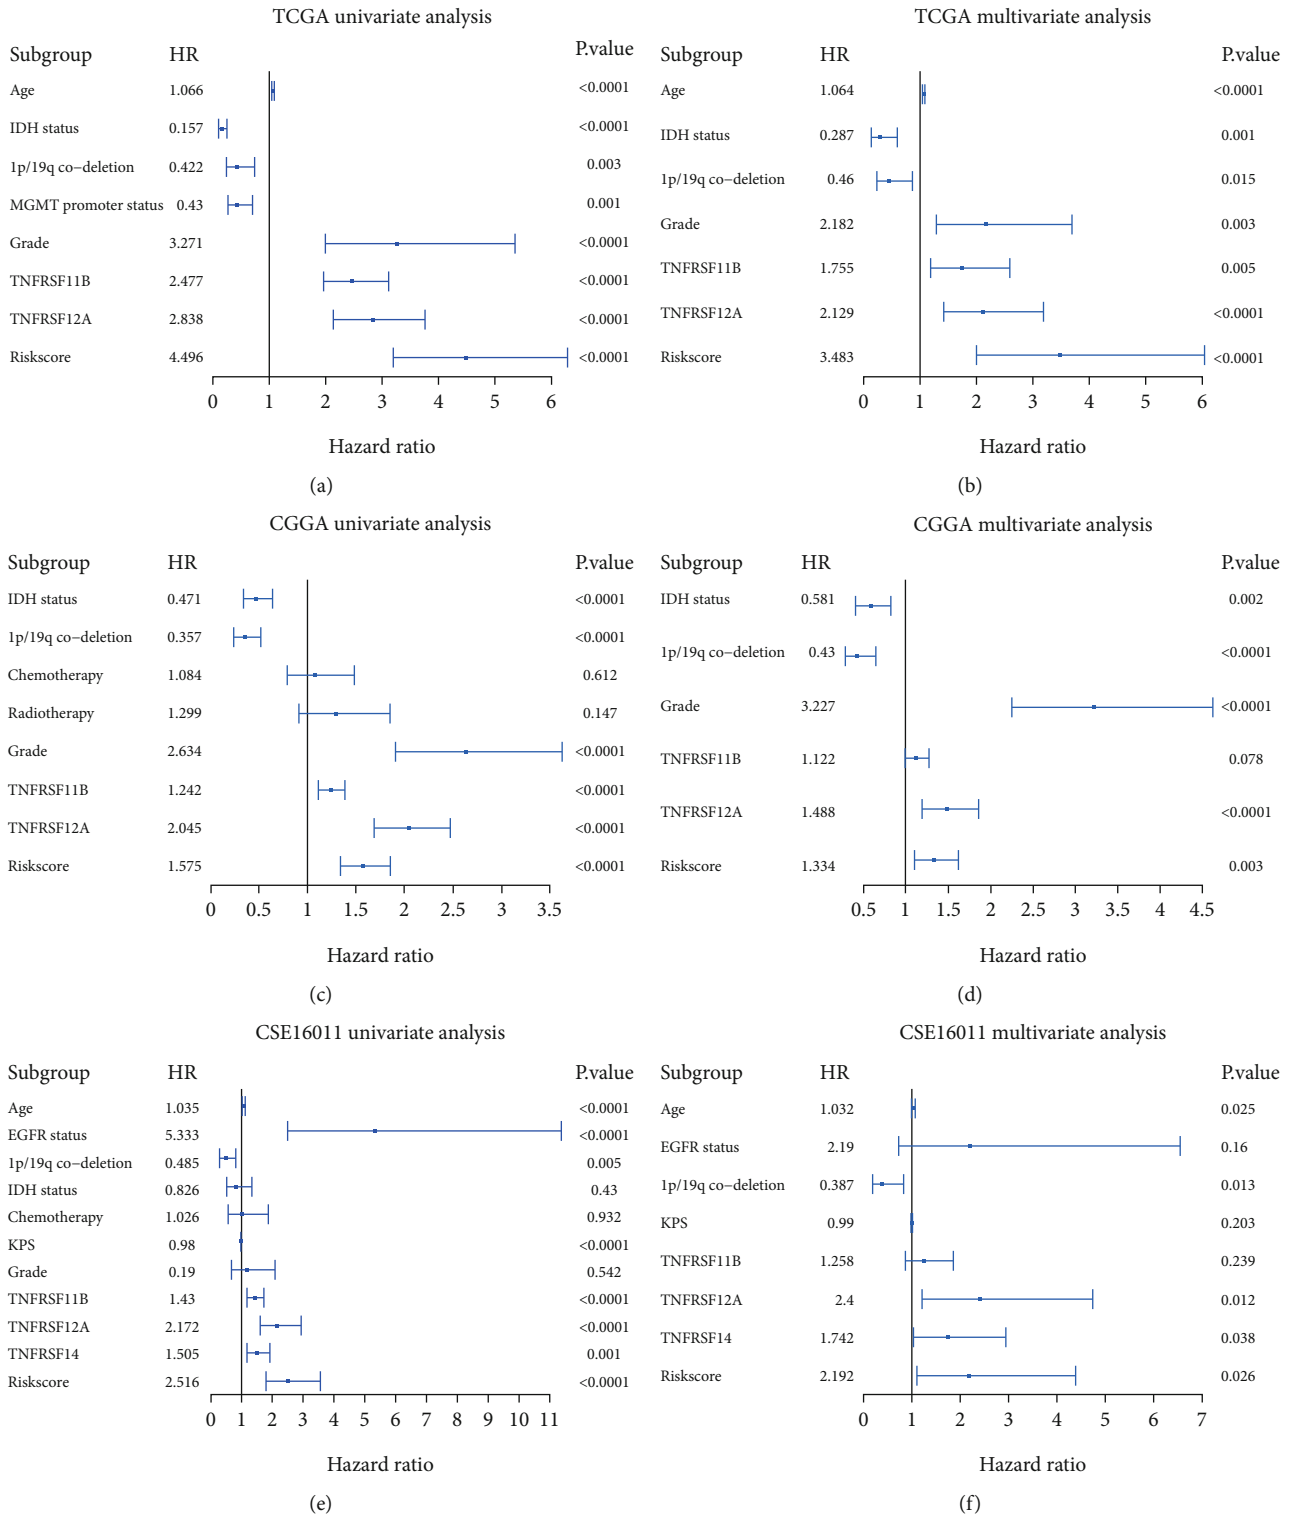 TCGA univariate analysis
Subgroup HR P.value
Age 1.066 <0.0001
IDH status 0.157 <0.0001
1p/19q co−deletion 0.422 0.003
MGMT promoter status 0.43 0.001
Grade 3.271 <0.0001
TNFRSF11B 2.477 <0.0001
TNFRSF12A 2.838 <0.0001
Riskscore 4.496 <0.0001
0 1 2 3 4 5 6
Hazard ratio
(a)
TCGA multivariate analysis
Subgroup HR P.value
Age 1.064 <0.0001
IDH status 0.287 0.001
1p/19q co−deletion 0.46 0.015
Grade 2.182 0.003
TNFRSF11B 1.755 0.005
TNFRSF12A 2.129 <0.0001
Riskscore 3.483 <0.0001
0 1 2 3 4 5 6
Hazard ratio
(b)
CGGA univariate analysis
Subgroup HR P.value
IDH status 0.471 <0.0001
1p/19q co−deletion 0.357 <0.0001
Chemotherapy 1.084 0.612
Radiotherapy 1.299 0.147
Grade 2.634 <0.0001
TNFRSF11B 1.242 <0.0001
TNFRSF12A 2.045 <0.0001
Riskscore 1.575 <0.0001
0 0.5 1 1.5 2 2.5 3 3.5
Hazard ratio
(c)
CGGA multivariate analysis
Subgroup HR P.value
IDH status 0.581 0.002
1p/19q co−deletion 0.43 <0.0001
Grade 3.227 <0.0001
TNFRSF11B 1.122 0.078
TNFRSF12A 1.488 <0.0001
Riskscore 1.334 0.003
0.5 1 1.5 2 2.5 3 3.5 4 4.5
Hazard ratio
(d)
CSE16011 univariate analysis
Subgroup HR P.value
Age 1.035 <0.0001
EGFR status 5.333 <0.0001
1p/19q co−deletion 0.485 0.005
IDH status 0.826 0.43
Chemotherapy 1.026 0.932
KPS 0.98 <0.0001
Grade 0.19 0.542
TNFRSF11B 1.43 <0.0001
TNFRSF12A 2.172 <0.0001
TNFRSF14 1.505 0.001
Riskscore 2.516 <0.0001
0 1 2 3 4 5 6 7 8 9 10 11
Hazard ratio
(e)
CSE16011 multivariate analysis
Subgroup HR P.value
Age 1.032 0.025
EGFR status 2.19 0.16
1p/19q co−deletion 0.387 0.013
KPS 0.99 0.203
TNFRSF11B 1.258 0.239
TNFRSF12A 2.4 0.012
TNFRSF14 1.742 0.038
Riskscore 2.192 0.026
0 1 2 3 4 5 6 7
Hazard ratio
(f)